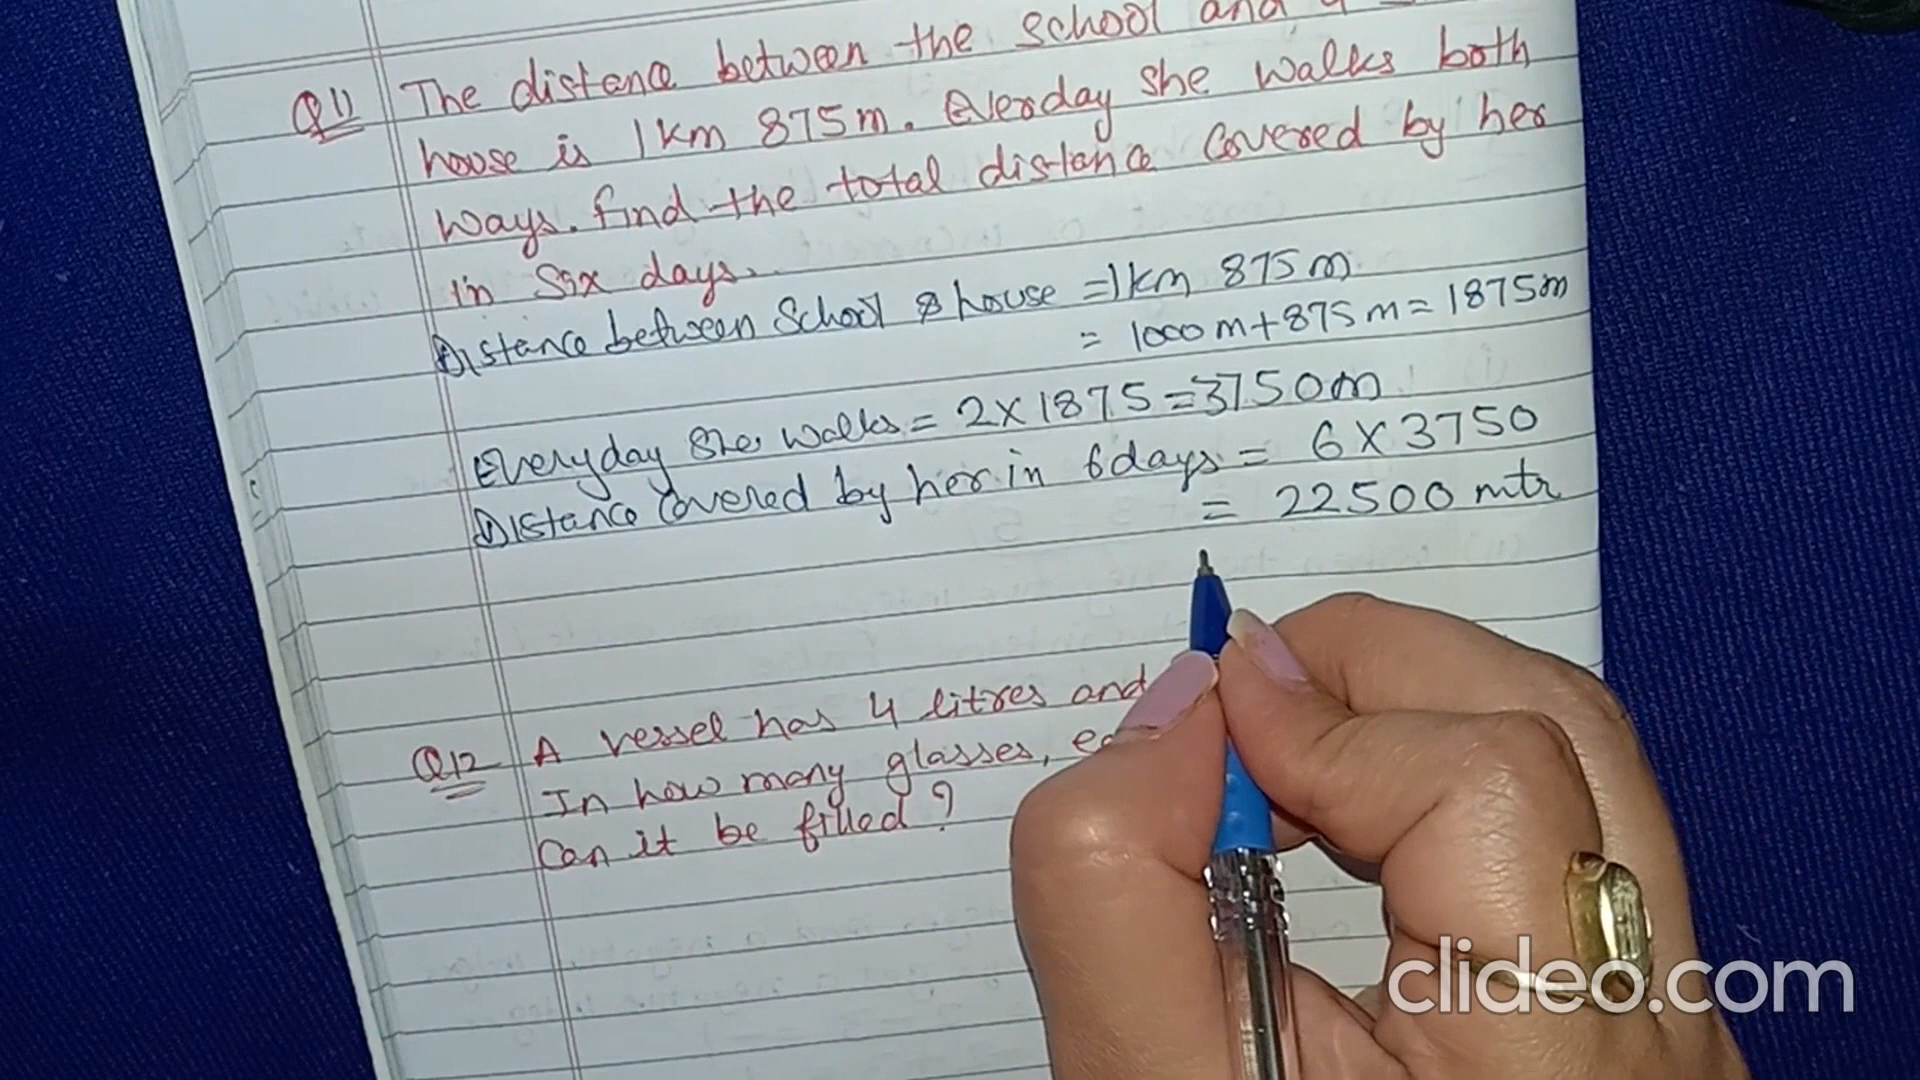 Q11 The distance between the school and a
house is 1km 875m. Everday she walks both
ways. find the total distance covered by her
in Six days.
Distance between School & house = 1km 875m
= 1000m + 875m = 1875m
Everyday She walks = 2 x 1875 = 3750m
Distance Covered by her in 6 days = 6 x 3750
= 22500 mtr
Q12 A vessel has 4 litres and
In how many glasses,
Can it be filled ?
clideo.com